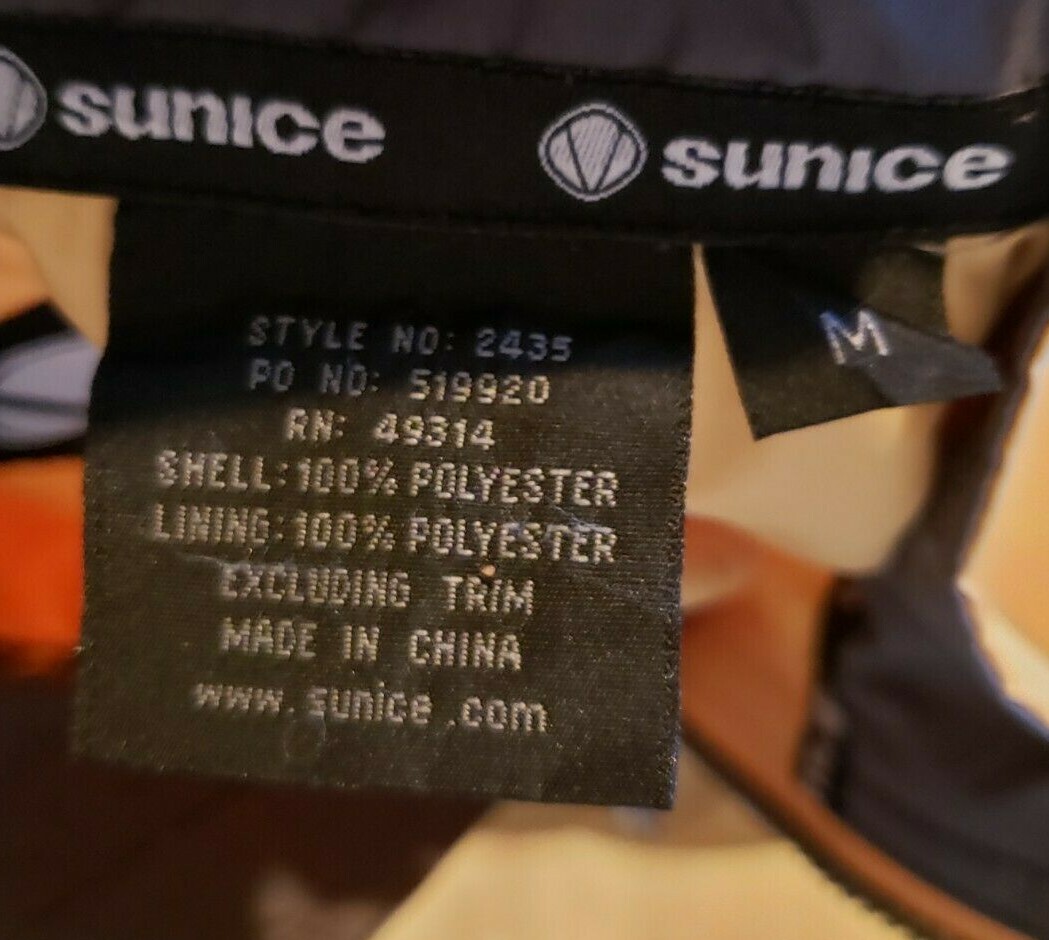 sunice sunice
M
STYLE NO: 2435
PO NO: 519920
RN: 49314
SHELL:100% POLYESTER
LINING:100% POLYESTER
EXCLUDING TRIM
MADE IN CHINA
www.sunice.com